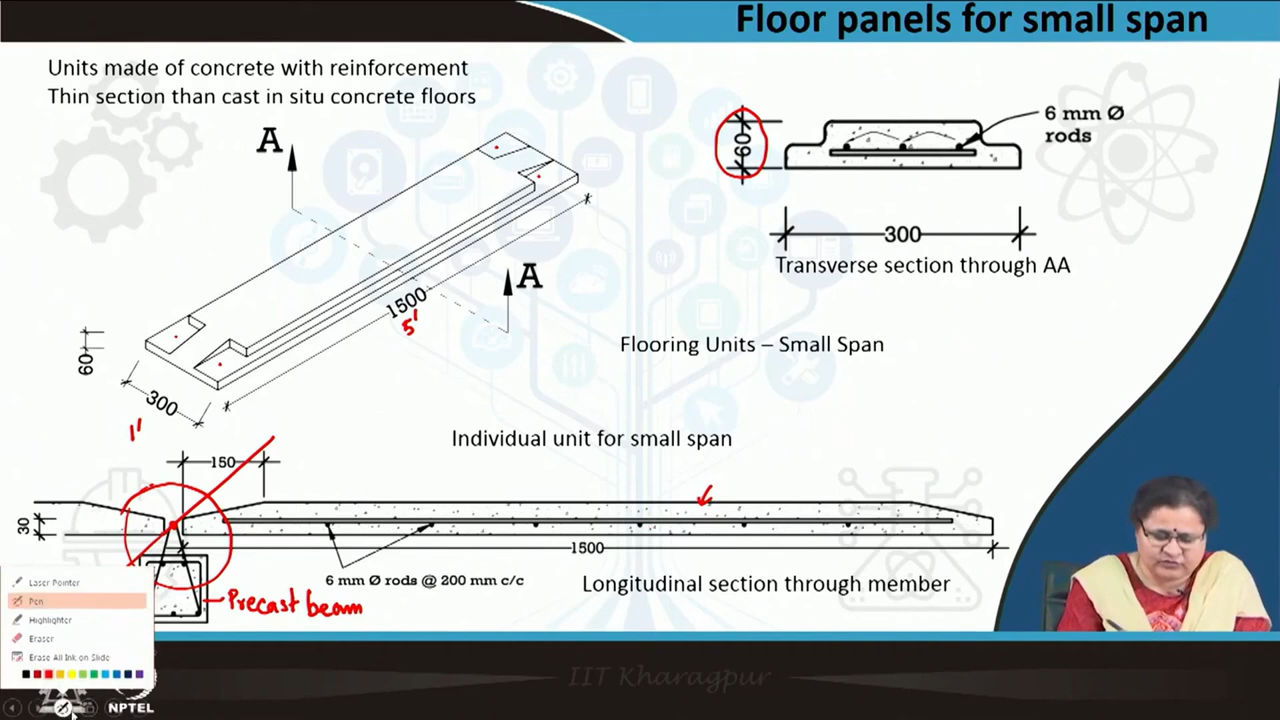 Floor panels for small span
Units made of concrete with reinforcement
Thin section than cast in situ concrete floors
A
A
1500
5'
60
300
1'
60
6 mm Ø
rods
300
Transverse section through AA
Flooring Units – Small Span
Individual unit for small span
150
30
1500
6 mm Ø rods @ 200 mm c/c
Longitudinal section through member
Precast beam
Laser Pointer
Pen
Highlighter
Eraser
Erase All Ink on Slide
IIT Kharagpur
NPTEL